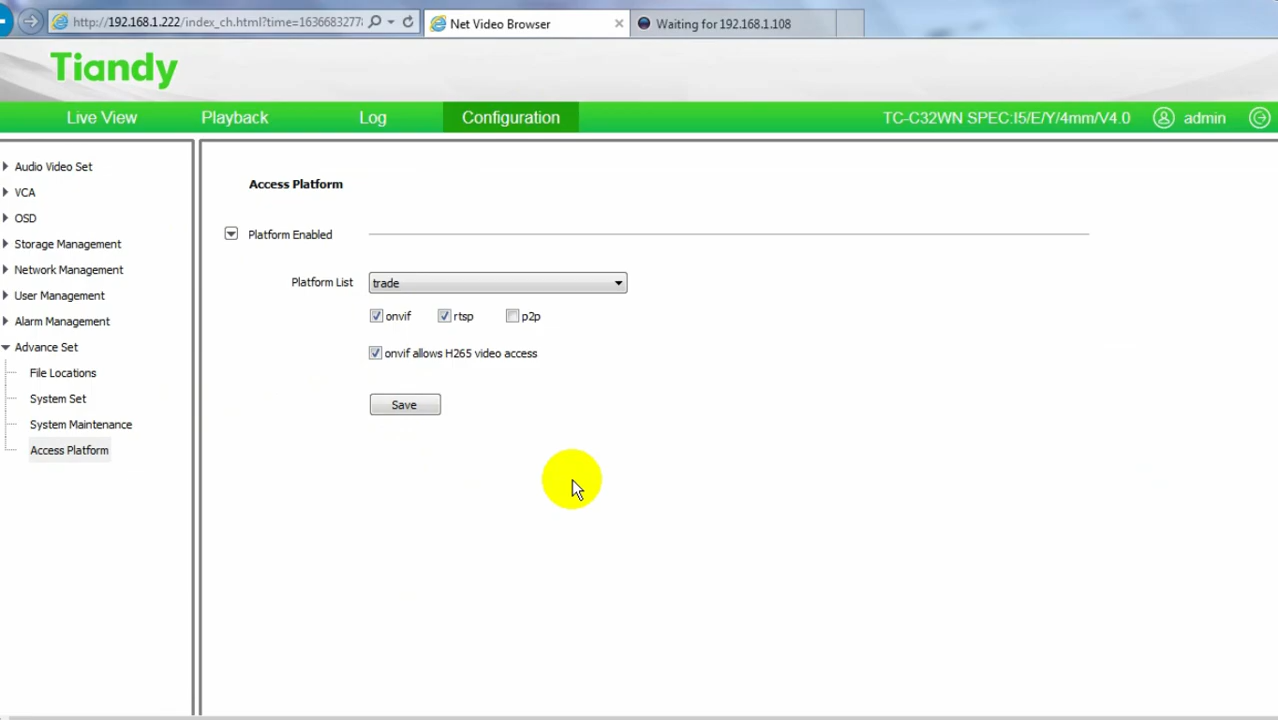 http://192.168.1.222/index_ch.html?time=1636683277
Net Video Browser
Waiting for 192.168.1.108
Tiandy
Live View
Playback
Log
Configuration
TC-C32WN SPEC:I5/E/Y/4mm/V4.0
admin
Audio Video Set
VCA
OSD
Storage Management
Network Management
User Management
Alarm Management
Advance Set
File Locations
System Set
System Maintenance
Access Platform
Access Platform
Platform Enabled
Platform List
trade
onvif
rtsp
p2p
onvif allows H265 video access
Save